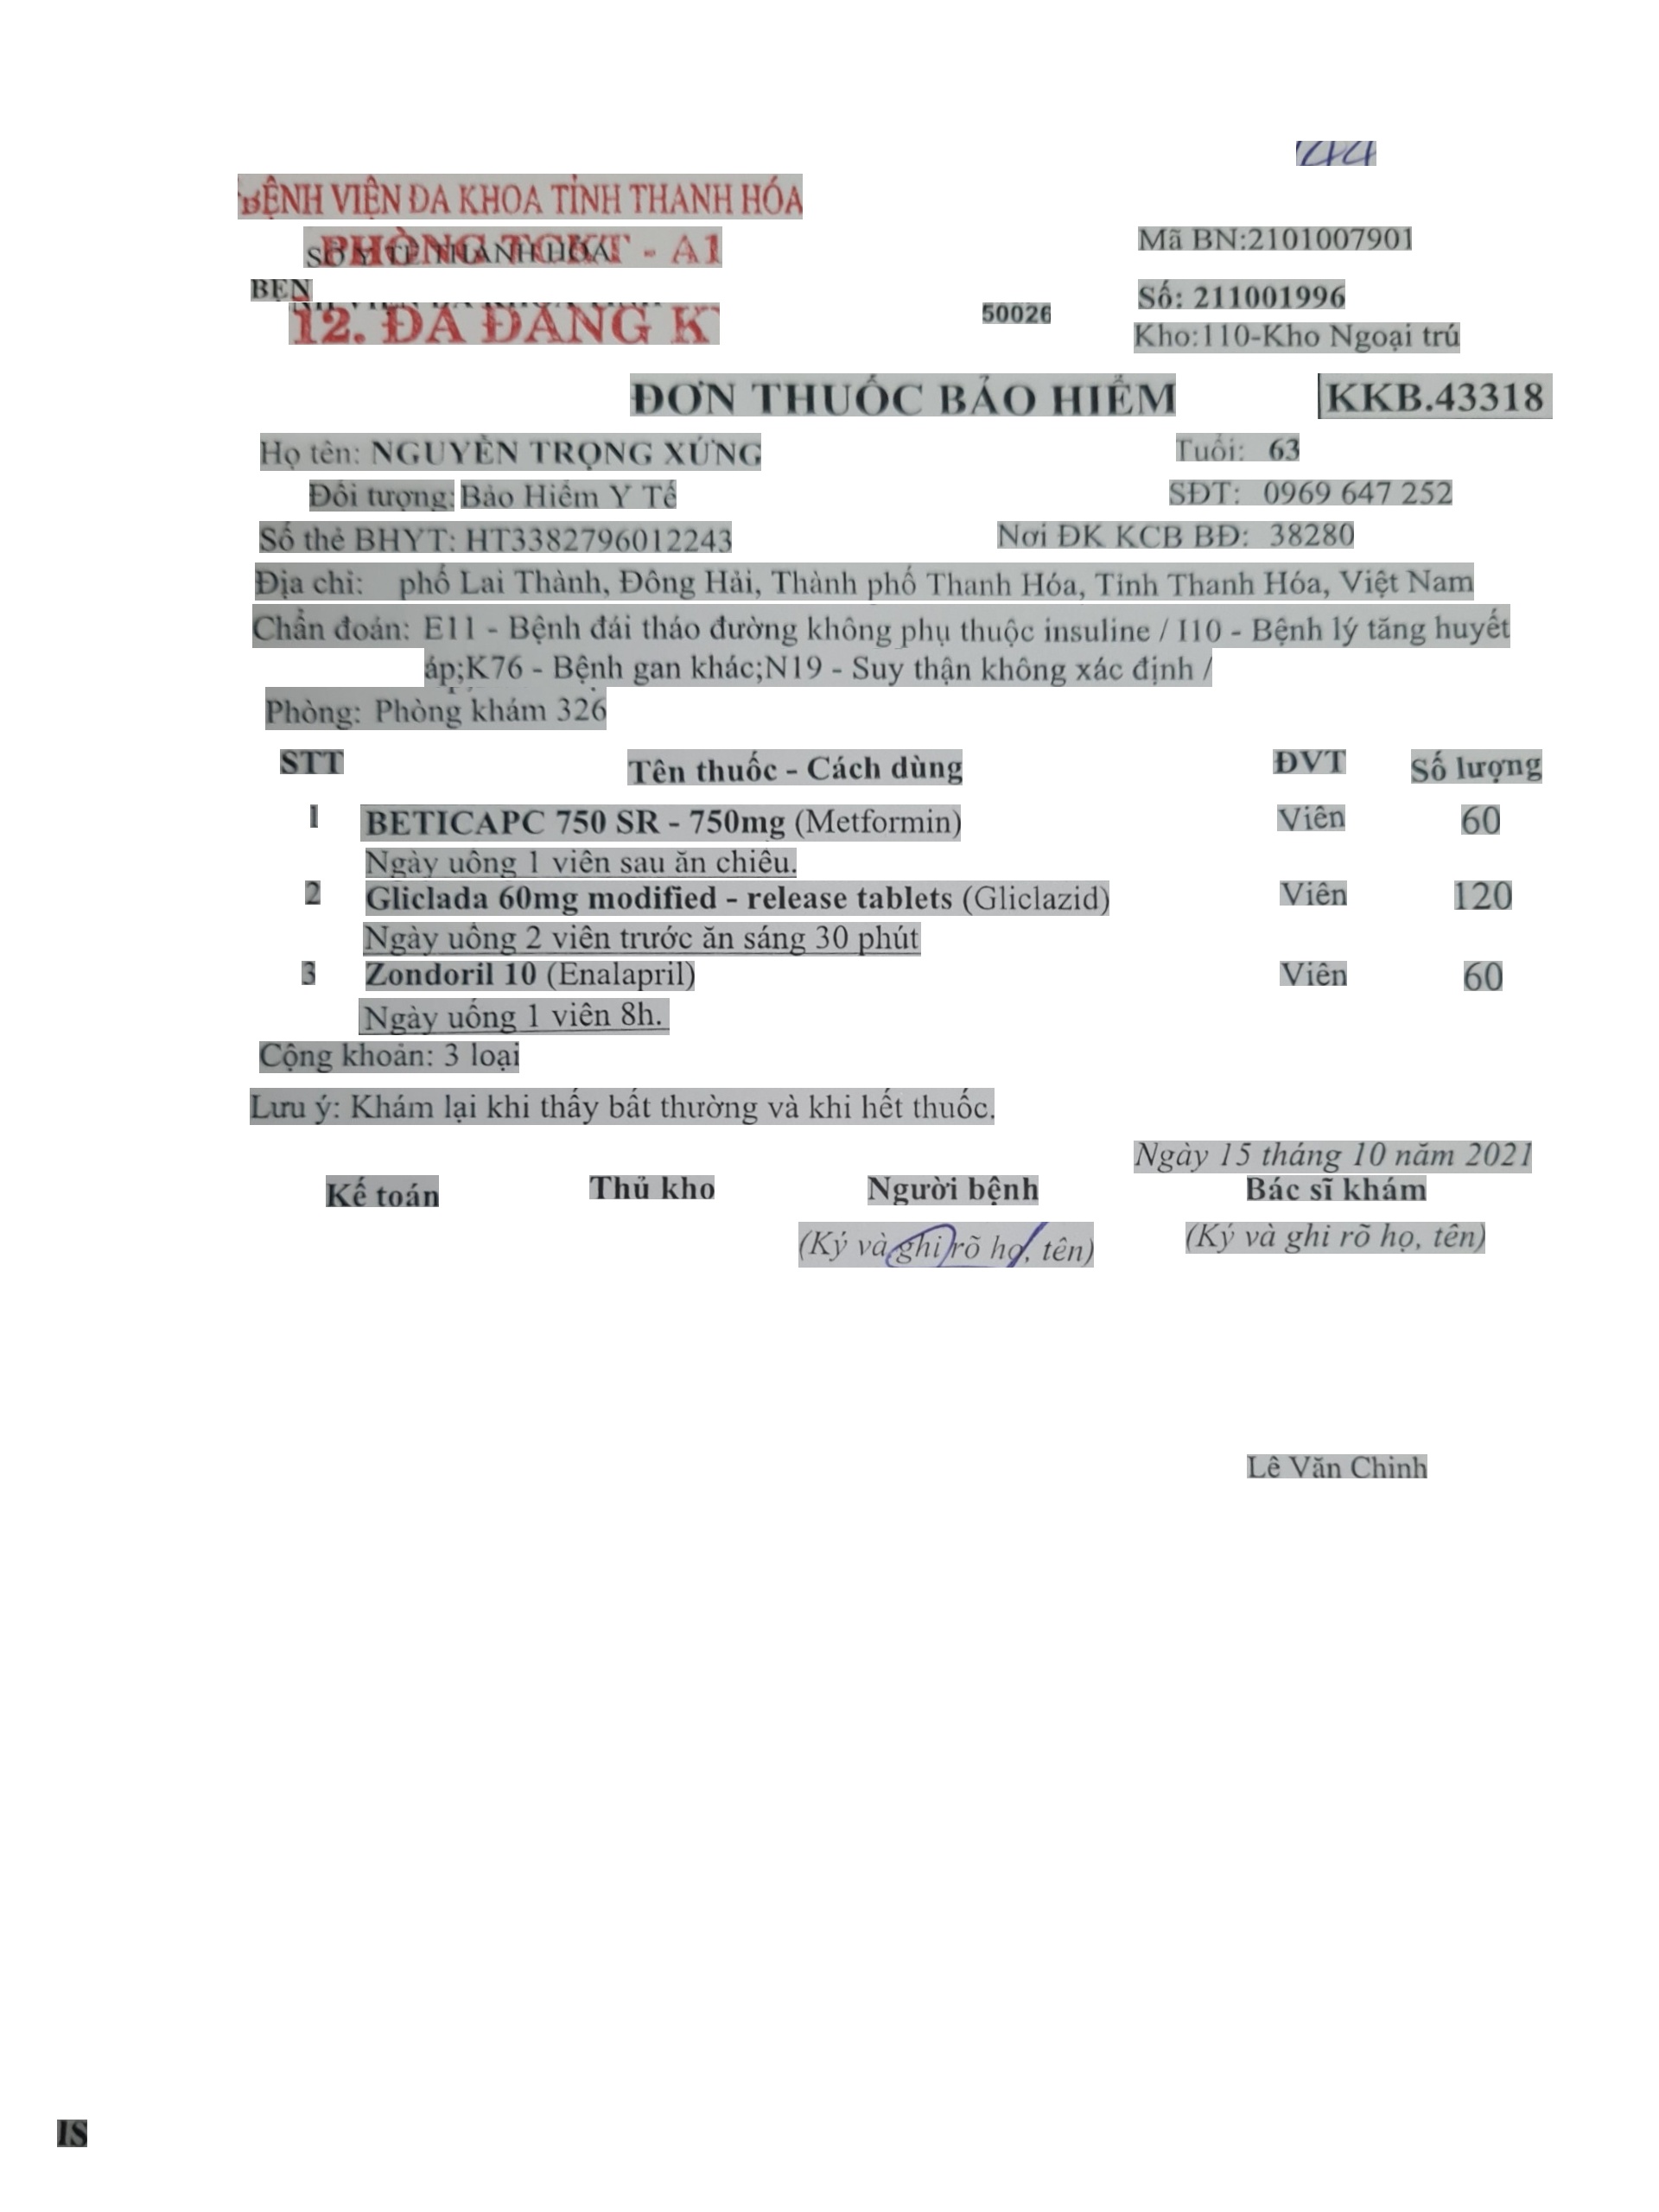 44
BỆNH VIỆN ĐA KHOA TỈNH THANH HÓA
PHÒNG TCKT - A1
SỞ Y TẾ THANH HÓA
Mã BN:2101007901
BỆN
12. ĐÃ ĐĂNG K
50026
Số: 211001996
Kho:110-Kho Ngoại trú
ĐƠN THUỐC BẢO HIỂM
KKB.43318
Họ tên: NGUYỄN TRỌNG XỨNG
Tuổi: 63
Đối tượng: Bảo Hiểm Y Tế
SĐT: 0969 647 252
Số thẻ BHYT: HT3382796012243
Nơi ĐK KCB BĐ: 38280
Địa chỉ: phố Lai Thành, Đông Hải, Thành phố Thanh Hóa, Tỉnh Thanh Hóa, Việt Nam
Chẩn đoán: E11 - Bệnh đái tháo đường không phụ thuộc insuline / I10 - Bệnh lý tăng huyết
áp;K76 - Bệnh gan khác;N19 - Suy thận không xác định /
Phòng: Phòng khám 326
STT Tên thuốc - Cách dùng ĐVT Số lượng
1 BETICAPC 750 SR - 750mg (Metformin) Viên 60
Ngày uống 1 viên sau ăn chiều.
2 Gliclada 60mg modified - release tablets (Gliclazid) Viên 120
Ngày uống 2 viên trước ăn sáng 30 phút
3 Zondoril 10 (Enalapril) Viên 60
Ngày uống 1 viên 8h.
Cộng khoản: 3 loại
Lưu ý: Khám lại khi thấy bất thường và khi hết thuốc.
Ngày 15 tháng 10 năm 2021
Kế toán Thủ kho Người bệnh Bác sĩ khám
(Ký và ghi rõ họ, tên) (Ký và ghi rõ họ, tên)
Lê Văn Chinh
IS